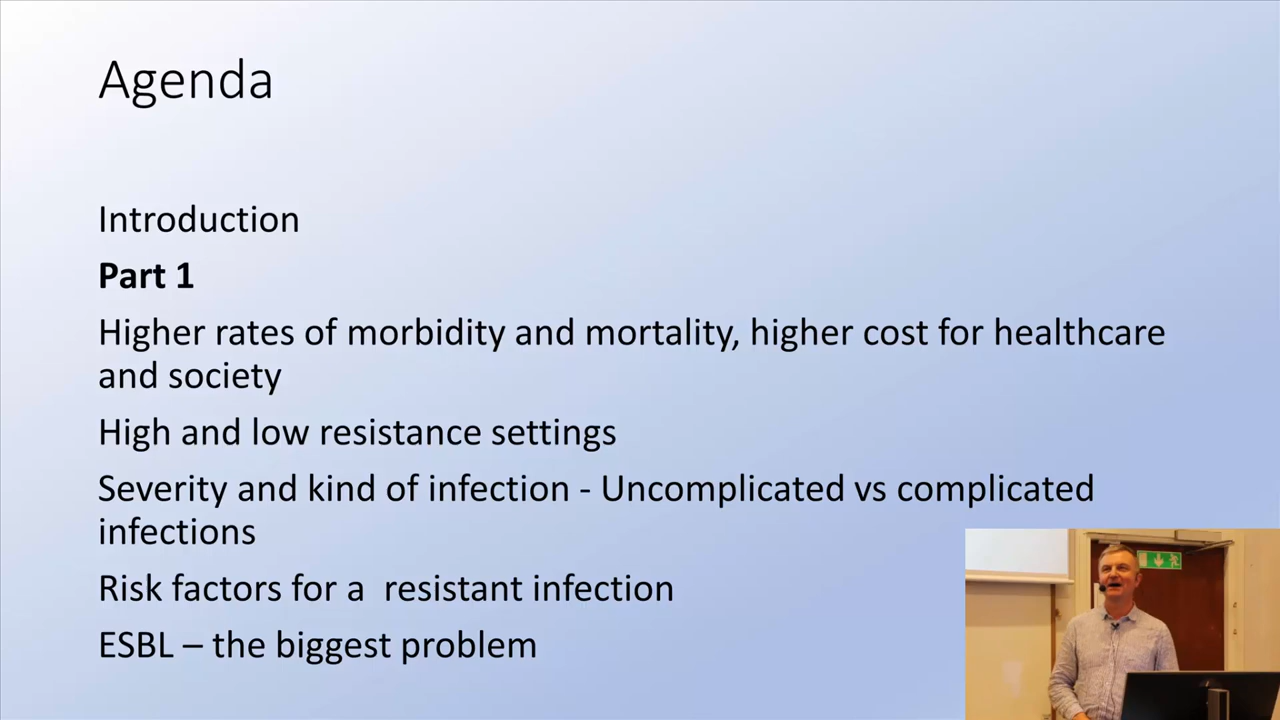 Agenda
Introduction
Part 1
Higher rates of morbidity and mortality, higher cost for healthcare
and society
High and low resistance settings
Severity and kind of infection - Uncomplicated vs complicated
infections
Risk factors for a  resistant infection
ESBL – the biggest problem